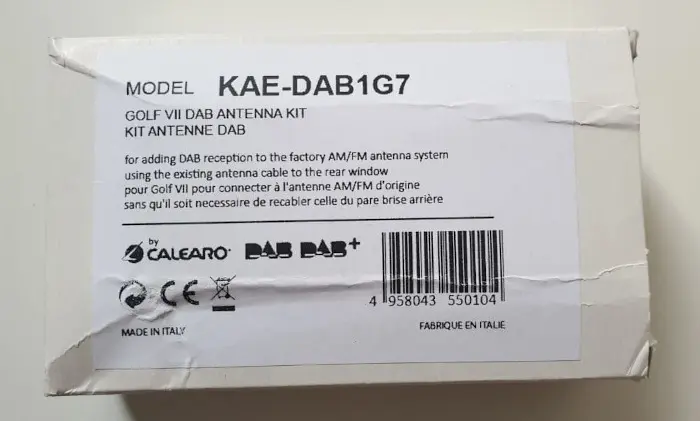 MODEL KAE-DAB1G7
GOLF VII DAB ANTENNA KIT
KIT ANTENNE DAB
for adding DAB reception to the factory AM/FM antenna system
using the existing antenna cable to the rear window
pour Golf VII pour connecter à l'antenne AM/FM d'origine
sans qu'il soit necessaire de recabler celle du pare brise arrière
by
CALEARO DAB DAB+
CE
4 958043 550104
MADE IN ITALY
FABRIQUE EN ITALIE